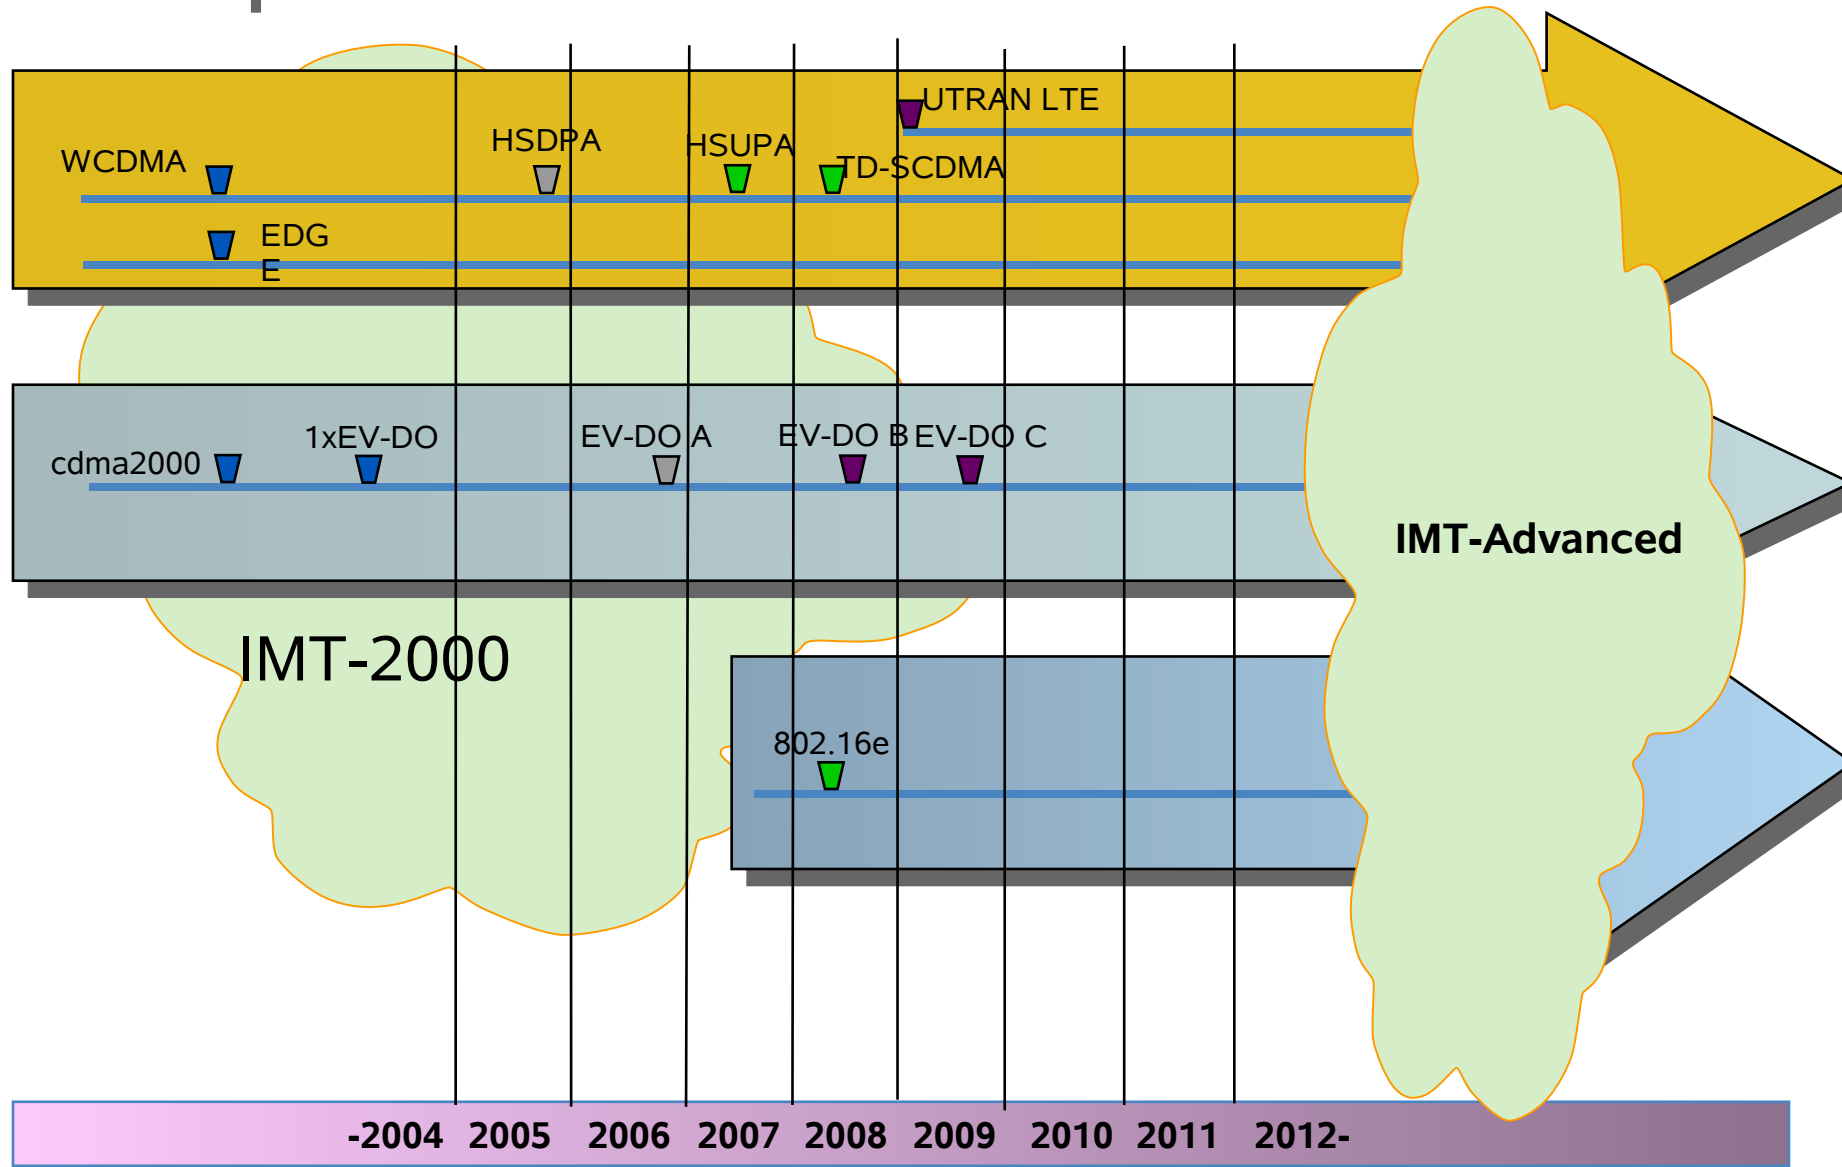 UTRAN LTE
HSDPA
HSUPA
WCDMA
TD-SCDMA
EDG
E
1xEV-DO
EV-DO A
EV-DO B
EV-DO C
cdma2000
IMT-Advanced
IMT-2000
802.16e
-2004 2005 2006 2007 2008 2009 2010 2011 2012-